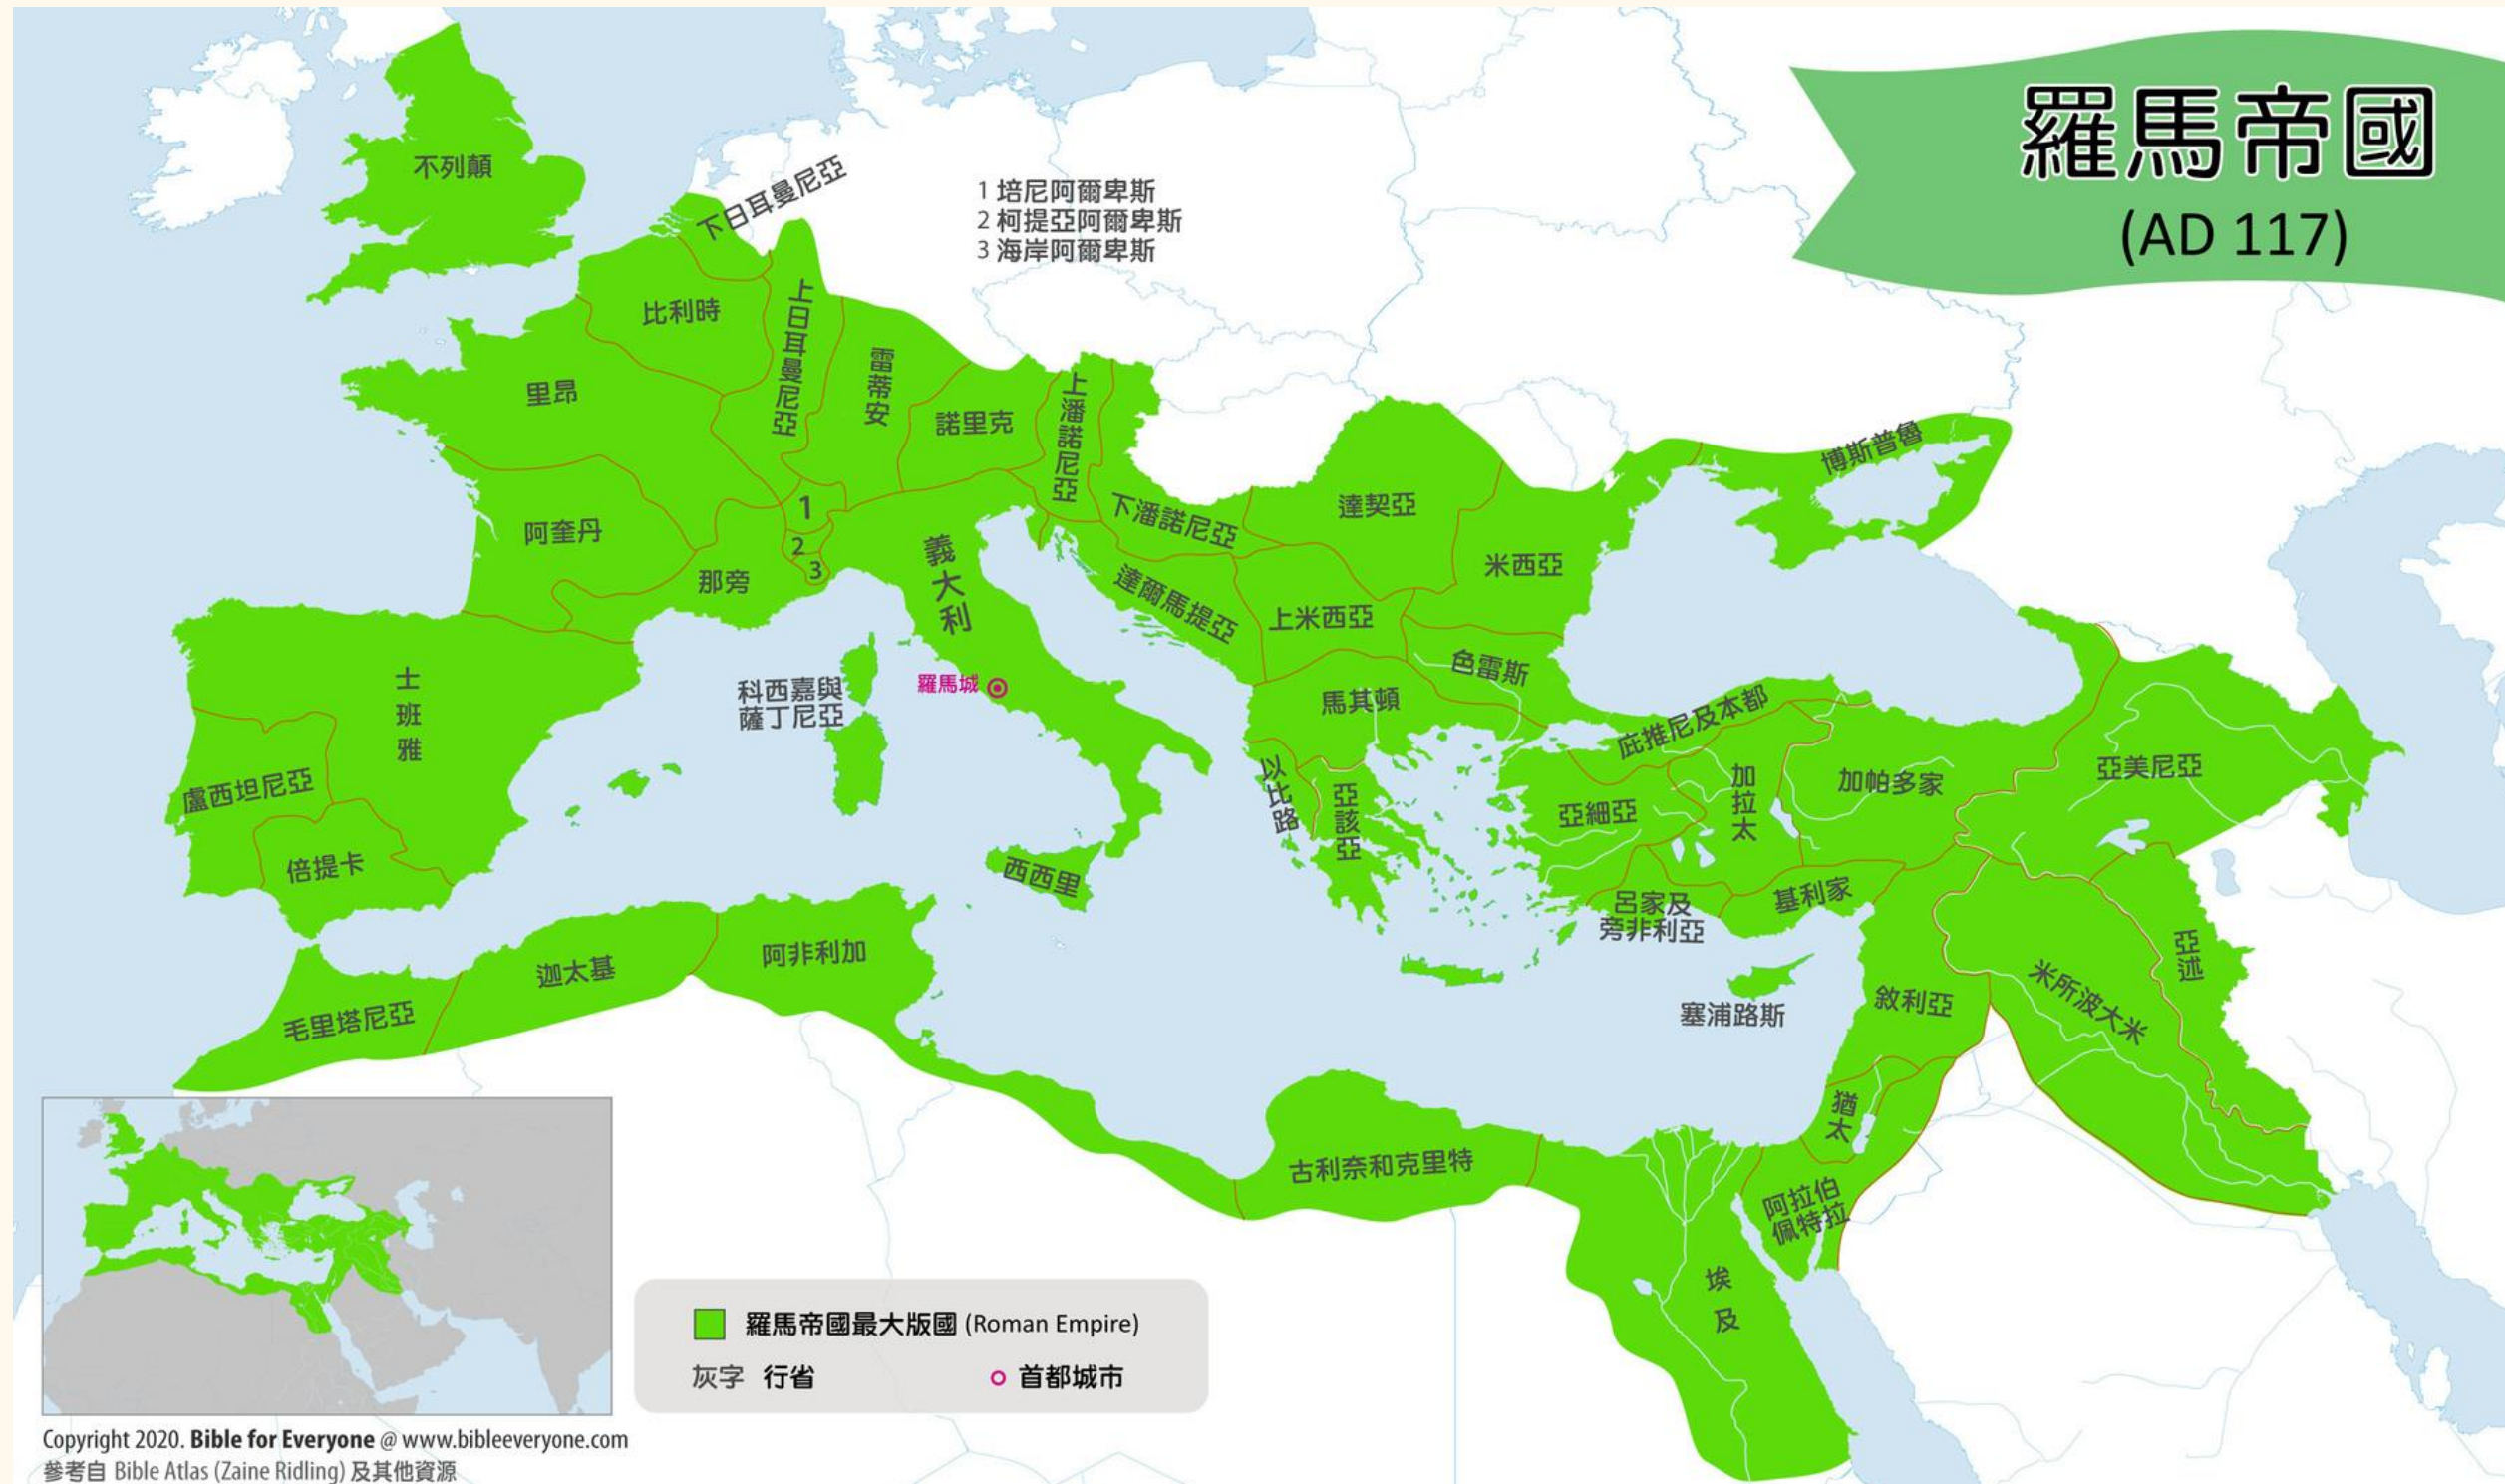 羅馬帝國
(AD 117)
1 培尼阿爾卑斯
2 柯提亞阿爾卑斯
3 海岸阿爾卑斯
不列顛
下日耳曼尼亞
比利時
上日耳曼尼亞
雷蒂安
里昂
諾里克
上潘諾尼亞
博斯普魯
1
2
3
阿奎丹
那旁
義大利
下潘諾尼亞
達契亞
米西亞
達爾馬提亞
上米西亞
色雷斯
士班雅
科西嘉與
薩丁尼亞
羅馬城
馬其頓
庇推尼及本都
盧西坦尼亞
以比路
亞該亞
亞細亞
加拉太
加帕多家
亞美尼亞
倍提卡
西西里
呂家及
旁非利亞
基利家
迦太基
阿非利加
毛里塔尼亞
塞浦路斯
敘利亞
米所波大米
亞述
猶太
古利奈和克里特
阿拉伯
佩特拉
埃及
羅馬帝國最大版國 (Roman Empire)
灰字 行省
首都城市
Copyright 2020. Bible for Everyone @ www.bibleeveryone.com
參考自 Bible Atlas (Zaine Ridling) 及其他資源